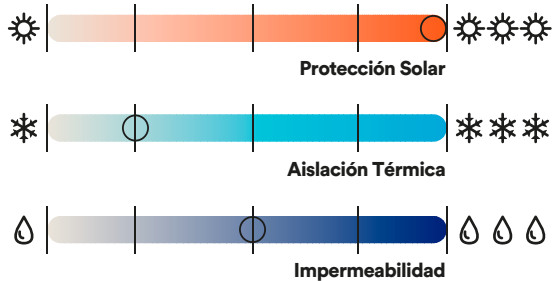 Protección Solar
Aislación Térmica
Impermeabilidad